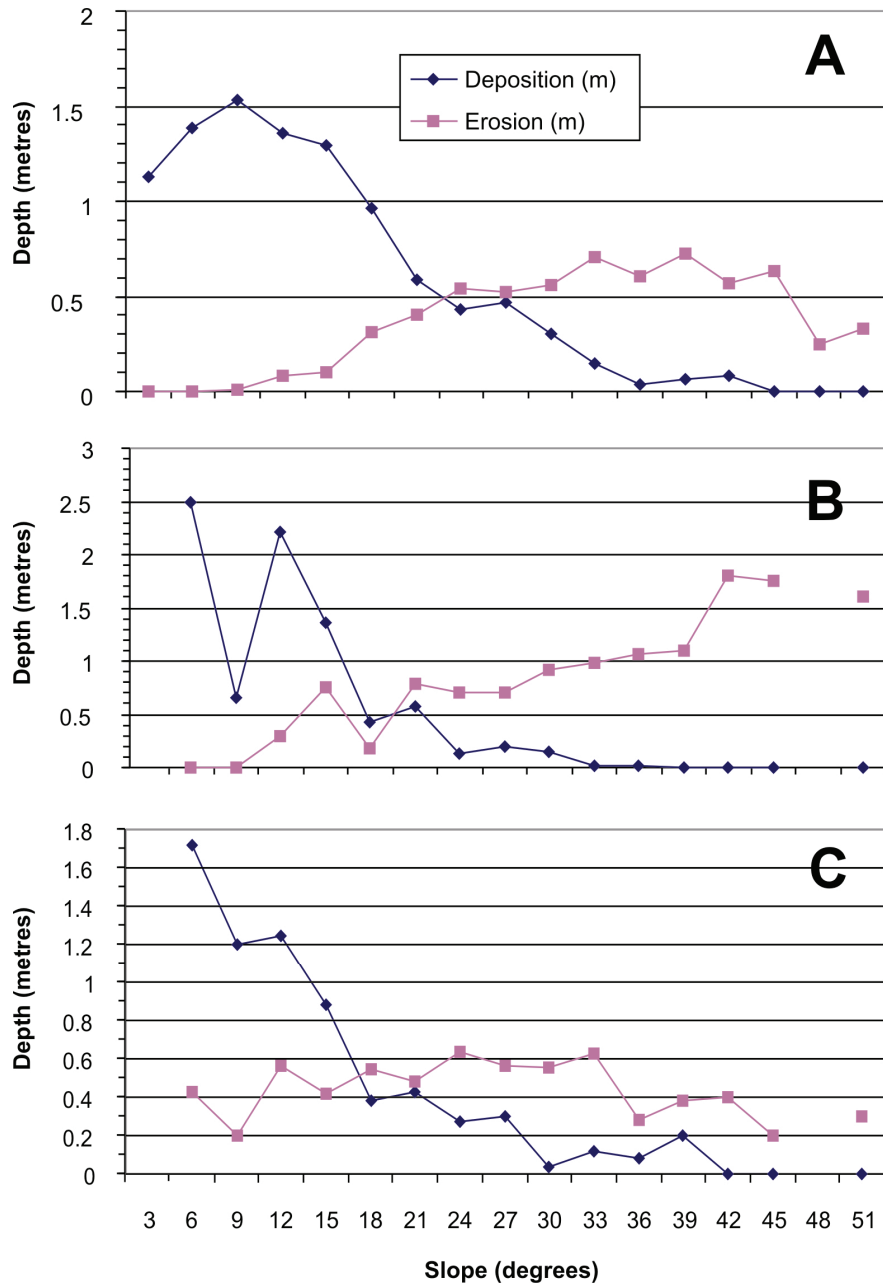 2
A
Deposition (m)
Erosion (m)
1.5
1
0.5
0
Depth (metres)
3
B
2.5
2
1.5
1
0.5
0
Depth (metres)
1.8
C
1.6
1.4
1.2
1
0.8
0.6
0.4
0.2
0
Depth (metres)
3 6 9 12 15 18 21 24 27 30 33 36 39 42 45 48 51
Slope (degrees)